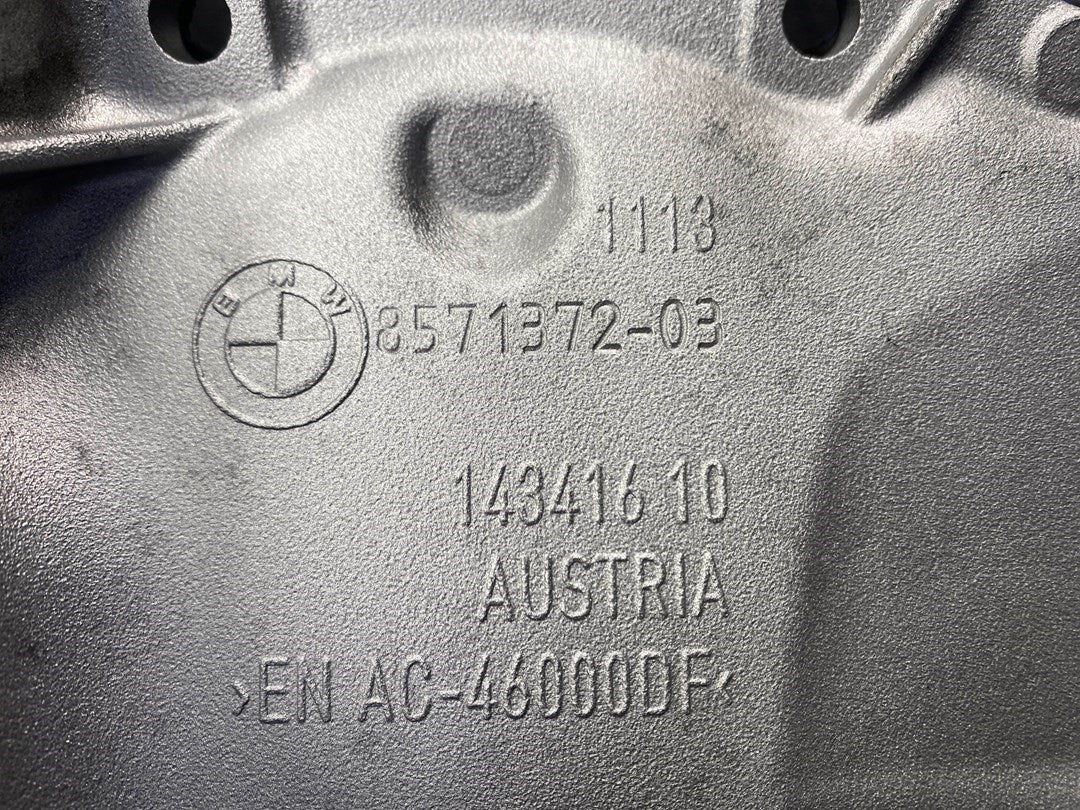 1113
BMW
8571372-03
143416 10
AUSTRIA
>EN AC-46000DF<